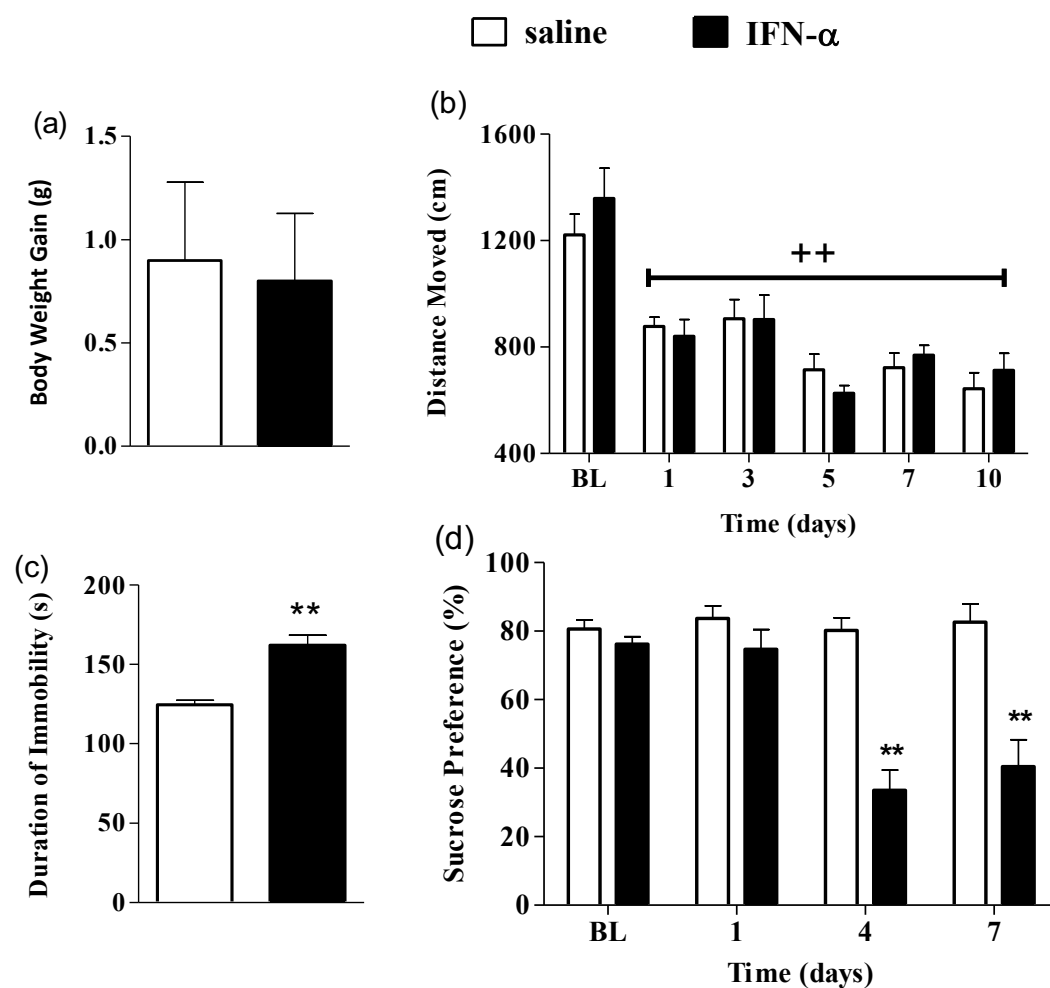 saline IFN-α
(a)
Body Weight Gain (g)
1.5
1.0
0.5
0.0
(b)
Distance Moved (cm)
1600
1200
800
400
++
BL 1 3 5 7 10
Time (days)
(c)
Duration of Immobility (s)
200
150
100
50
0
**
(d)
Sucrose Preference (%)
100
80
60
40
20
0
**
**
BL 1 4 7
Time (days)